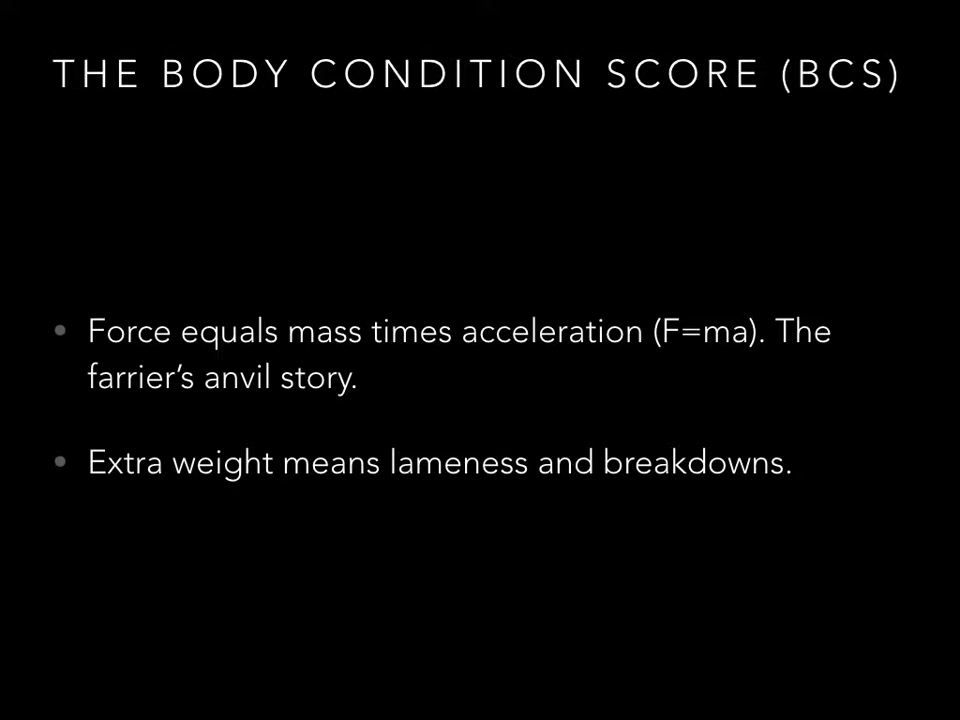 THE BODY CONDITION SCORE (BCS)
• Force equals mass times acceleration (F=ma). The
farrier’s anvil story.
• Extra weight means lameness and breakdowns.